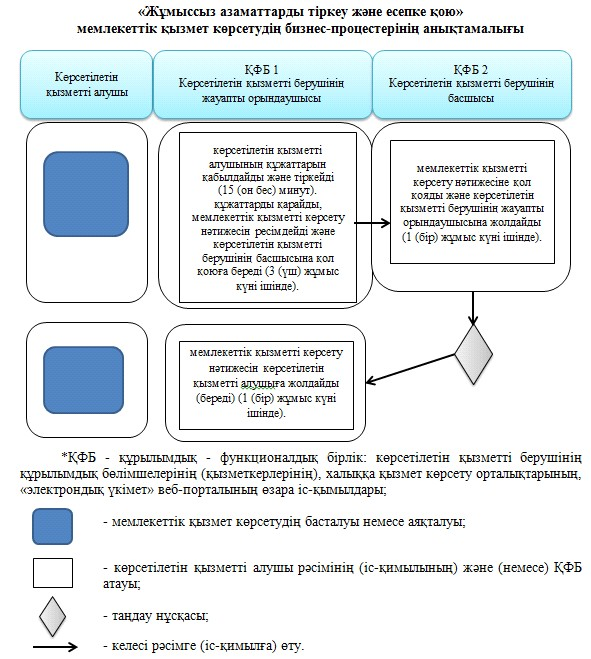 «Жұмыссыз азаматтарды тіркеу және есепке қою»
мемлекеттік қызмет көрсетудің бизнес-процестерінің анықтамалығы
Көрсетілетін
қызметті алушы
ҚФБ 1
Көрсетілетін қызметті берушінің
жауапты орындаушысы
ҚФБ 2
Көрсетілетін қызметті берушінің
басшысы
көрсетілетін қызметті
алушының құжаттарын
қабылдайды және тіркейді
(15 (он бес) минут).
құжаттарды қарайды,
мемлекеттік қызметті көрсету
нәтижесін ресімдейді және
көрсетілетін қызметті
берушінің басшысына қол
қоюға береді (3 (үш) жұмыс
күні ішінде).
мемлекеттік қызметті
көрсету нәтижесіне қол
қояды және көрсетілетін
қызметті берушінің жауапты
орындаушысына жолдайды
(1 (бір) жұмыс күні ішінде).
мемлекеттік қызметті көрсету
нәтижесін көрсетілетін
қызметті алушыға жолдайды
(береді) (1 (бір) жұмыс күні
ішінде).
*ҚФБ - құрылымдық - функционалдық бірлік: көрсетілетін қызметті берушінің
құрылымдық бөлімшелерінің (қызметкерлерінің), халыққа қызмет көрсету орталықтарының,
«электрондық үкімет» веб-порталының өзара іс-қымылдары;
- мемлекеттік қызмет көрсетудің басталуы немесе аяқталуы;
- көрсетілетін қызметті алушы рәсімінің (іс-қимылының) және (немесе) ҚФБ
атауы;
- таңдау нұсқасы;
- келесі рәсімге (іс-қимылға) өту.